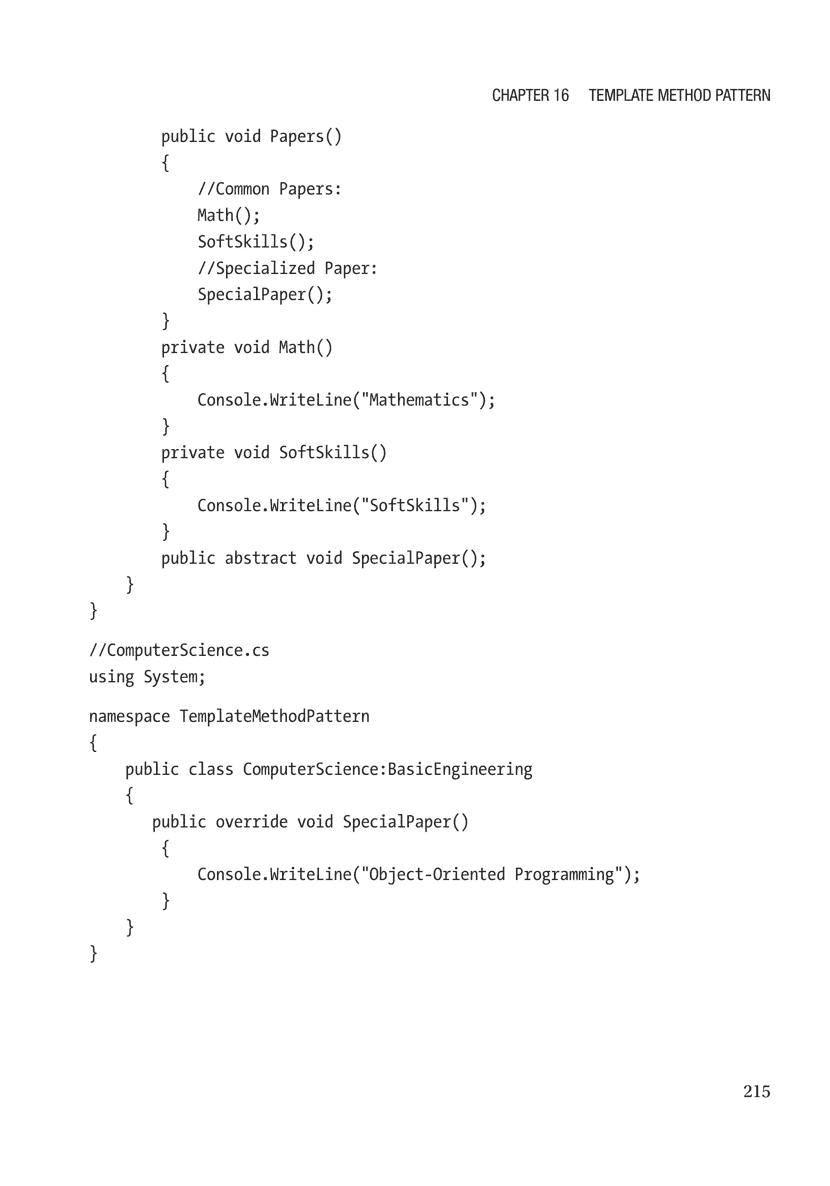 CHAPTER 16 TEMPLATE METHOD PATTERN
public void Papers()
{
//Common Papers:
Math();
SoftSkills();
//Specialized Paper:
SpecialPaper();
}
private void Math()
{
Console.WriteLine("Mathematics");
}
private void SoftSkills()
{
Console.WriteLine("SoftSkills");
}
public abstract void SpecialPaper();
}
}
//ComputerScience.cs
using System;
namespace TemplateMethodPattern
{
public class ComputerScience:BasicEngineering
{
public override void SpecialPaper()
{
Console.WriteLine("Object-Oriented Programming");
}
}
}
215